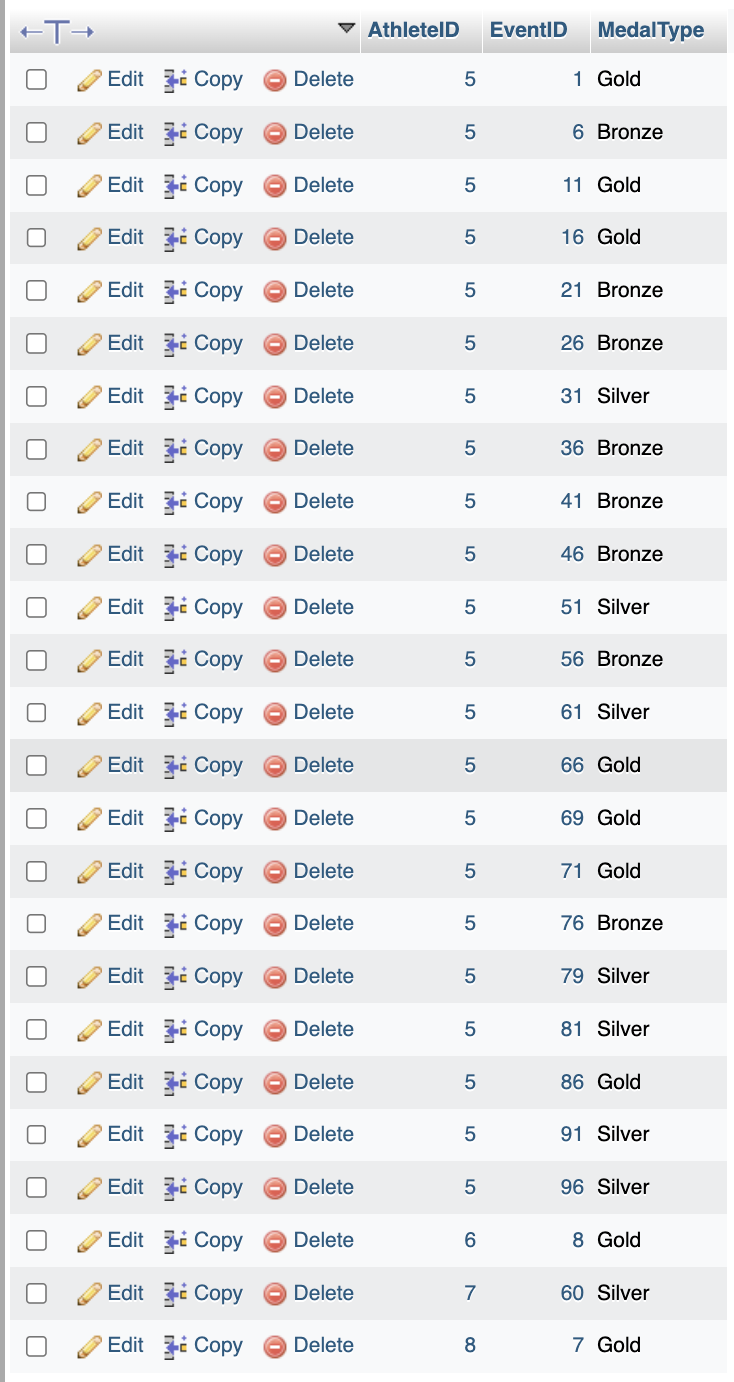 ←T→ AthleteID EventID MedalType
Edit Copy Delete 5 1 Gold
Edit Copy Delete 5 6 Bronze
Edit Copy Delete 5 11 Gold
Edit Copy Delete 5 16 Gold
Edit Copy Delete 5 21 Bronze
Edit Copy Delete 5 26 Bronze
Edit Copy Delete 5 31 Silver
Edit Copy Delete 5 36 Bronze
Edit Copy Delete 5 41 Bronze
Edit Copy Delete 5 46 Bronze
Edit Copy Delete 5 51 Silver
Edit Copy Delete 5 56 Bronze
Edit Copy Delete 5 61 Silver
Edit Copy Delete 5 66 Gold
Edit Copy Delete 5 69 Gold
Edit Copy Delete 5 71 Gold
Edit Copy Delete 5 76 Bronze
Edit Copy Delete 5 79 Silver
Edit Copy Delete 5 81 Silver
Edit Copy Delete 5 86 Gold
Edit Copy Delete 5 91 Silver
Edit Copy Delete 5 96 Silver
Edit Copy Delete 6 8 Gold
Edit Copy Delete 7 60 Silver
Edit Copy Delete 8 7 Gold